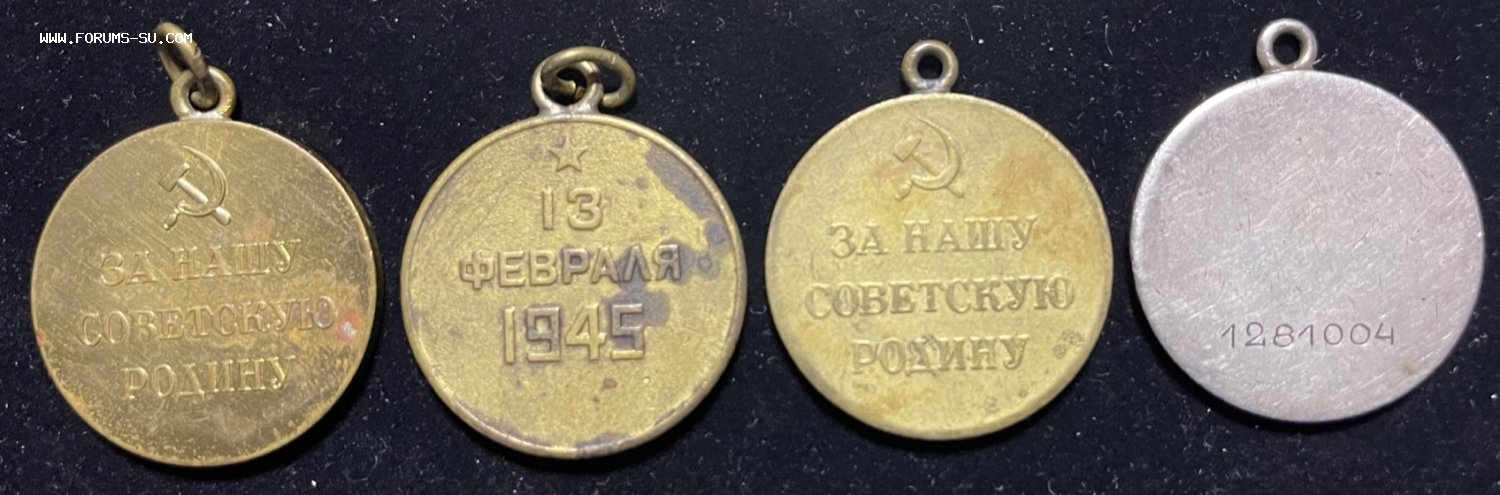 WWW.FORUMS-SU.COM
ЗА НАШУ
СОВЕТСКУЮ
РОДИНУ
13
ФЕВРАЛЯ
1945
ЗА НАШУ
СОВЕТСКУЮ
РОДИНУ
1281004